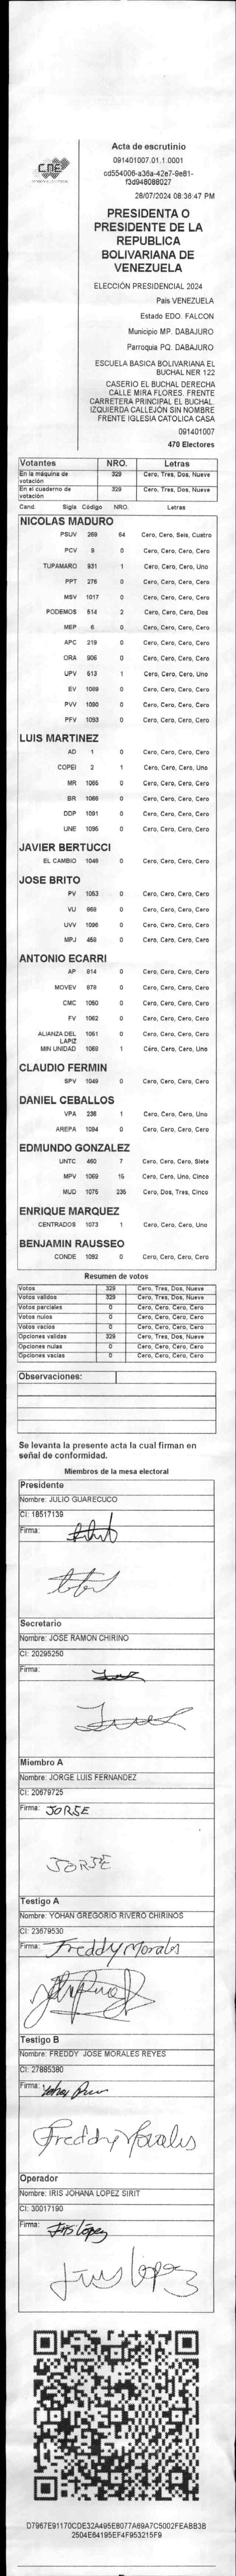 CNE
Acta de escrutinio
091401007.01.1.0001
cd554006-a36a-42e7-9e81-
f3d948088027
28/07/2024 08:36:47 PM
PRESIDENTA O
PRESIDENTE DE LA
REPUBLICA
BOLIVARIANA DE
VENEZUELA
ELECCIÓN PRESIDENCIAL 2024
País VENEZUELA
Estado EDO. FALCON
Municipio MP. DABAJURO
Parroquia PQ. DABAJURO
ESCUELA BASICA BOLIVARIANA EL
BUCHAL NER 122
CASERIO EL BUCHAL DERECHA
CALLE MIRA FLORES. FRENTE
CARRETERA PRINCIPAL EL BUCHAL.
IZQUIERDA CALLEJÓN SIN NOMBRE
FRENTE IGLESIA CATOLICA CASA
091401007
470 Electores
Votantes NRO. Letras
En la máquina de votación 329 Cero, Tres, Dos, Nueve
En el cuaderno de votación 329 Cero, Tres, Dos, Nueve
Cand. Sigla Código NRO. Letras
NICOLAS MADURO
PSUV 269 64 Cero, Cero, Seis, Cuatro
PCV 9 0 Cero, Cero, Cero, Cero
TUPAMARO 931 1 Cero, Cero, Cero, Uno
PPT 276 0 Cero, Cero, Cero, Cero
MSV 1017 0 Cero, Cero, Cero, Cero
PODEMOS 514 2 Cero, Cero, Cero, Dos
MEP 6 0 Cero, Cero, Cero, Cero
APC 219 0 Cero, Cero, Cero, Cero
ORA 906 0 Cero, Cero, Cero, Cero
UPV 513 1 Cero, Cero, Cero, Uno
EV 1089 0 Cero, Cero, Cero, Cero
PVV 1090 0 Cero, Cero, Cero, Cero
PFV 1093 0 Cero, Cero, Cero, Cero
LUIS MARTINEZ
AD 1 0 Cero, Cero, Cero, Cero
COPEI 2 1 Cero, Cero, Cero, Uno
MR 1065 0 Cero, Cero, Cero, Cero
BR 1066 0 Cero, Cero, Cero, Cero
DDP 1091 0 Cero, Cero, Cero, Cero
UNE 1095 0 Cero, Cero, Cero, Cero
JAVIER BERTUCCI
EL CAMBIO 1048 0 Cero, Cero, Cero, Cero
JOSE BRITO
PV 1053 0 Cero, Cero, Cero, Cero
VU 968 0 Cero, Cero, Cero, Cero
UVV 1096 0 Cero, Cero, Cero, Cero
MPJ 458 0 Cero, Cero, Cero, Cero
ANTONIO ECARRI
AP 814 0 Cero, Cero, Cero, Cero
MOVEV 878 0 Cero, Cero, Cero, Cero
CMC 1050 0 Cero, Cero, Cero, Cero
FV 1062 0 Cero, Cero, Cero, Cero
ALIANZA DEL LAPIZ 1051 0 Cero, Cero, Cero, Cero
MIN UNIDAD 1068 1 Cero, Cero, Cero, Uno
CLAUDIO FERMIN
SPV 1049 0 Cero, Cero, Cero, Cero
DANIEL CEBALLOS
VPA 238 1 Cero, Cero, Cero, Uno
AREPA 1094 0 Cero, Cero, Cero, Cero
EDMUNDO GONZALEZ
UNTC 460 7 Cero, Cero, Cero, Siete
MPV 1069 15 Cero, Cero, Uno, Cinco
MUD 1075 235 Cero, Dos, Tres, Cinco
ENRIQUE MARQUEZ
CENTRADOS 1073 1 Cero, Cero, Cero, Uno
BENJAMIN RAUSSEO
CONDE 1092 0 Cero, Cero, Cero, Cero
Resumen de votos
Votos 329 Cero, Tres, Dos, Nueve
Votos validos 329 Cero, Tres, Dos, Nueve
Votos parciales 0 Cero, Cero, Cero, Cero
Votos nulos 0 Cero, Cero, Cero, Cero
Votos vacios 0 Cero, Cero, Cero, Cero
Opciones validas 329 Cero, Tres, Dos, Nueve
Opciones nulas 0 Cero, Cero, Cero, Cero
Opciones vacias 0 Cero, Cero, Cero, Cero
Observaciones:
Se levanta la presente acta la cual firman en
señal de conformidad.
Miembros de la mesa electoral
Presidente
Nombre: JULIO GUARECUCO
CI: 18517139
Firma:
Secretario
Nombre: JOSE RAMON CHIRINO
CI: 20295250
Firma:
Miembro A
Nombre: JORGE LUIS FERNANDEZ
CI: 20679725
Firma: JORSE
JORSE
Testigo A
Nombre: YOHAN GREGORIO RIVERO CHIRINOS
CI: 23679530
Firma: Freddy Morales
Testigo B
Nombre: FREDDY JOSE MORALES REYES
CI: 27885380
Firma:
Freddy Morales
Operador
Nombre: IRIS JOHANA LOPEZ SIRIT
CI: 30017190
Firma: Iris López
Iris López
D7967E91170CDE32A495E8077A69A7C5002FEABB3B
2504E64195EF4F953215F9